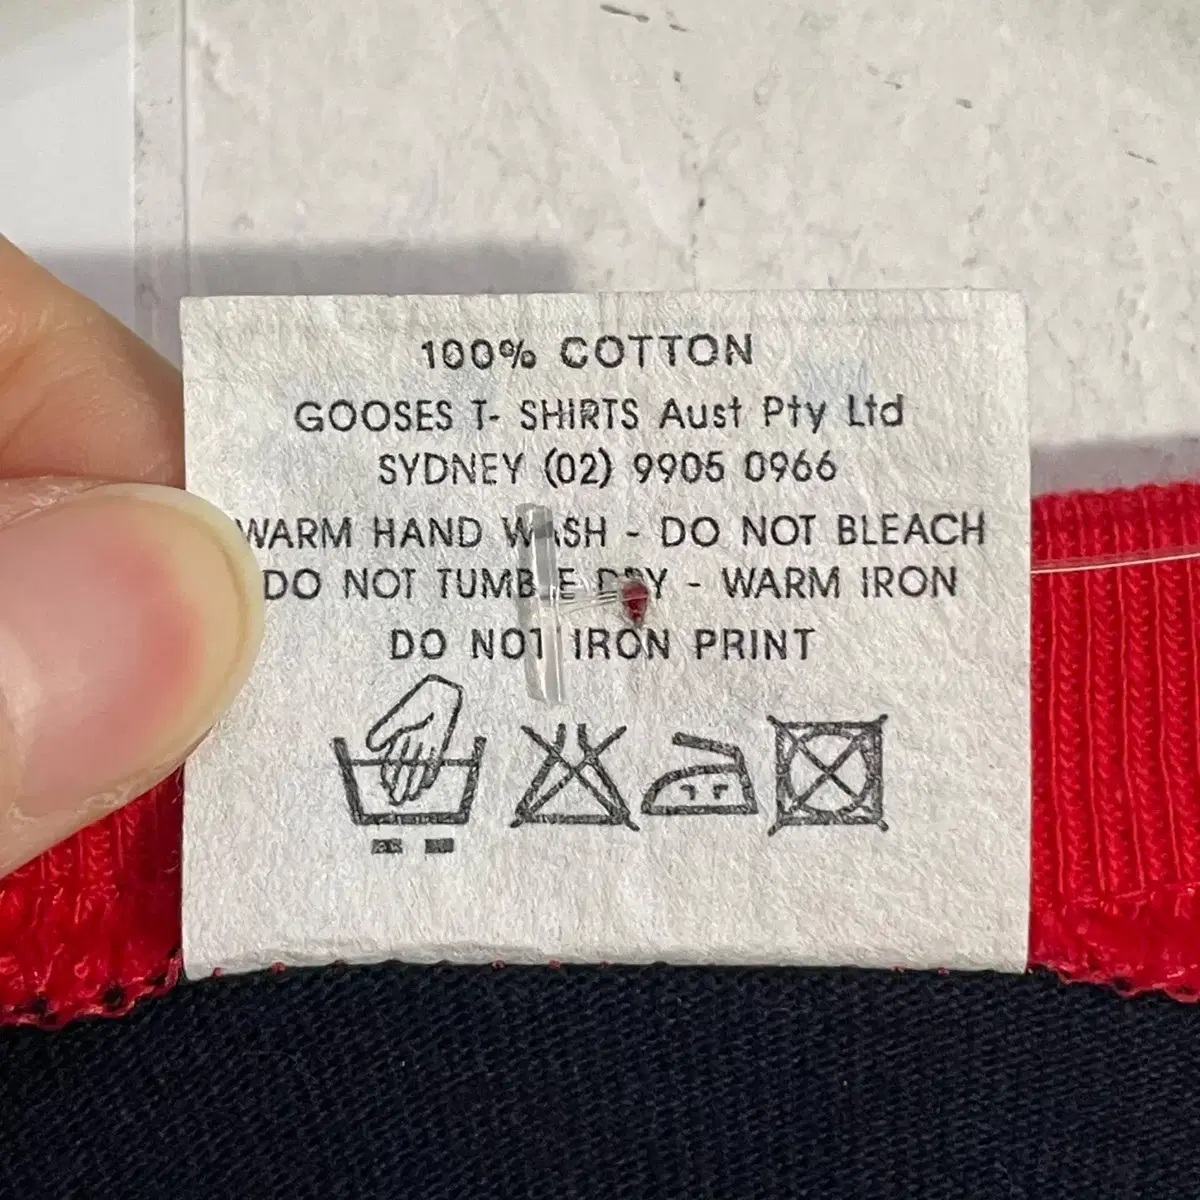 100% COTTON
GOOSES T- SHIRTS Aust Pty Ltd
SYDNEY (02) 9905 0966
WARM HAND WASH - DO NOT BLEACH
DO NOT TUMBLE DRY - WARM IRON
DO NOT IRON PRINT